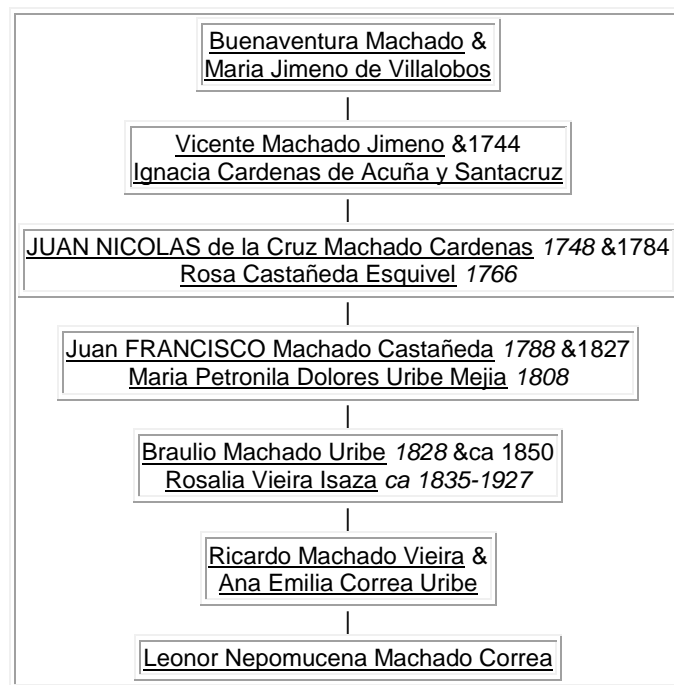 Buenaventura Machado &
Maria Jimeno de Villalobos
Vicente Machado Jimeno &1744
Ignacia Cardenas de Acuña y Santacruz
JUAN NICOLAS de la Cruz Machado Cardenas 1748 &1784
Rosa Castañeda Esquivel 1766
Juan FRANCISCO Machado Castañeda 1788 &1827
Maria Petronila Dolores Uribe Mejia 1808
Braulio Machado Uribe 1828 &ca 1850
Rosalia Vieira Isaza ca 1835-1927
Ricardo Machado Vieira &
Ana Emilia Correa Uribe
Leonor Nepomucena Machado Correa